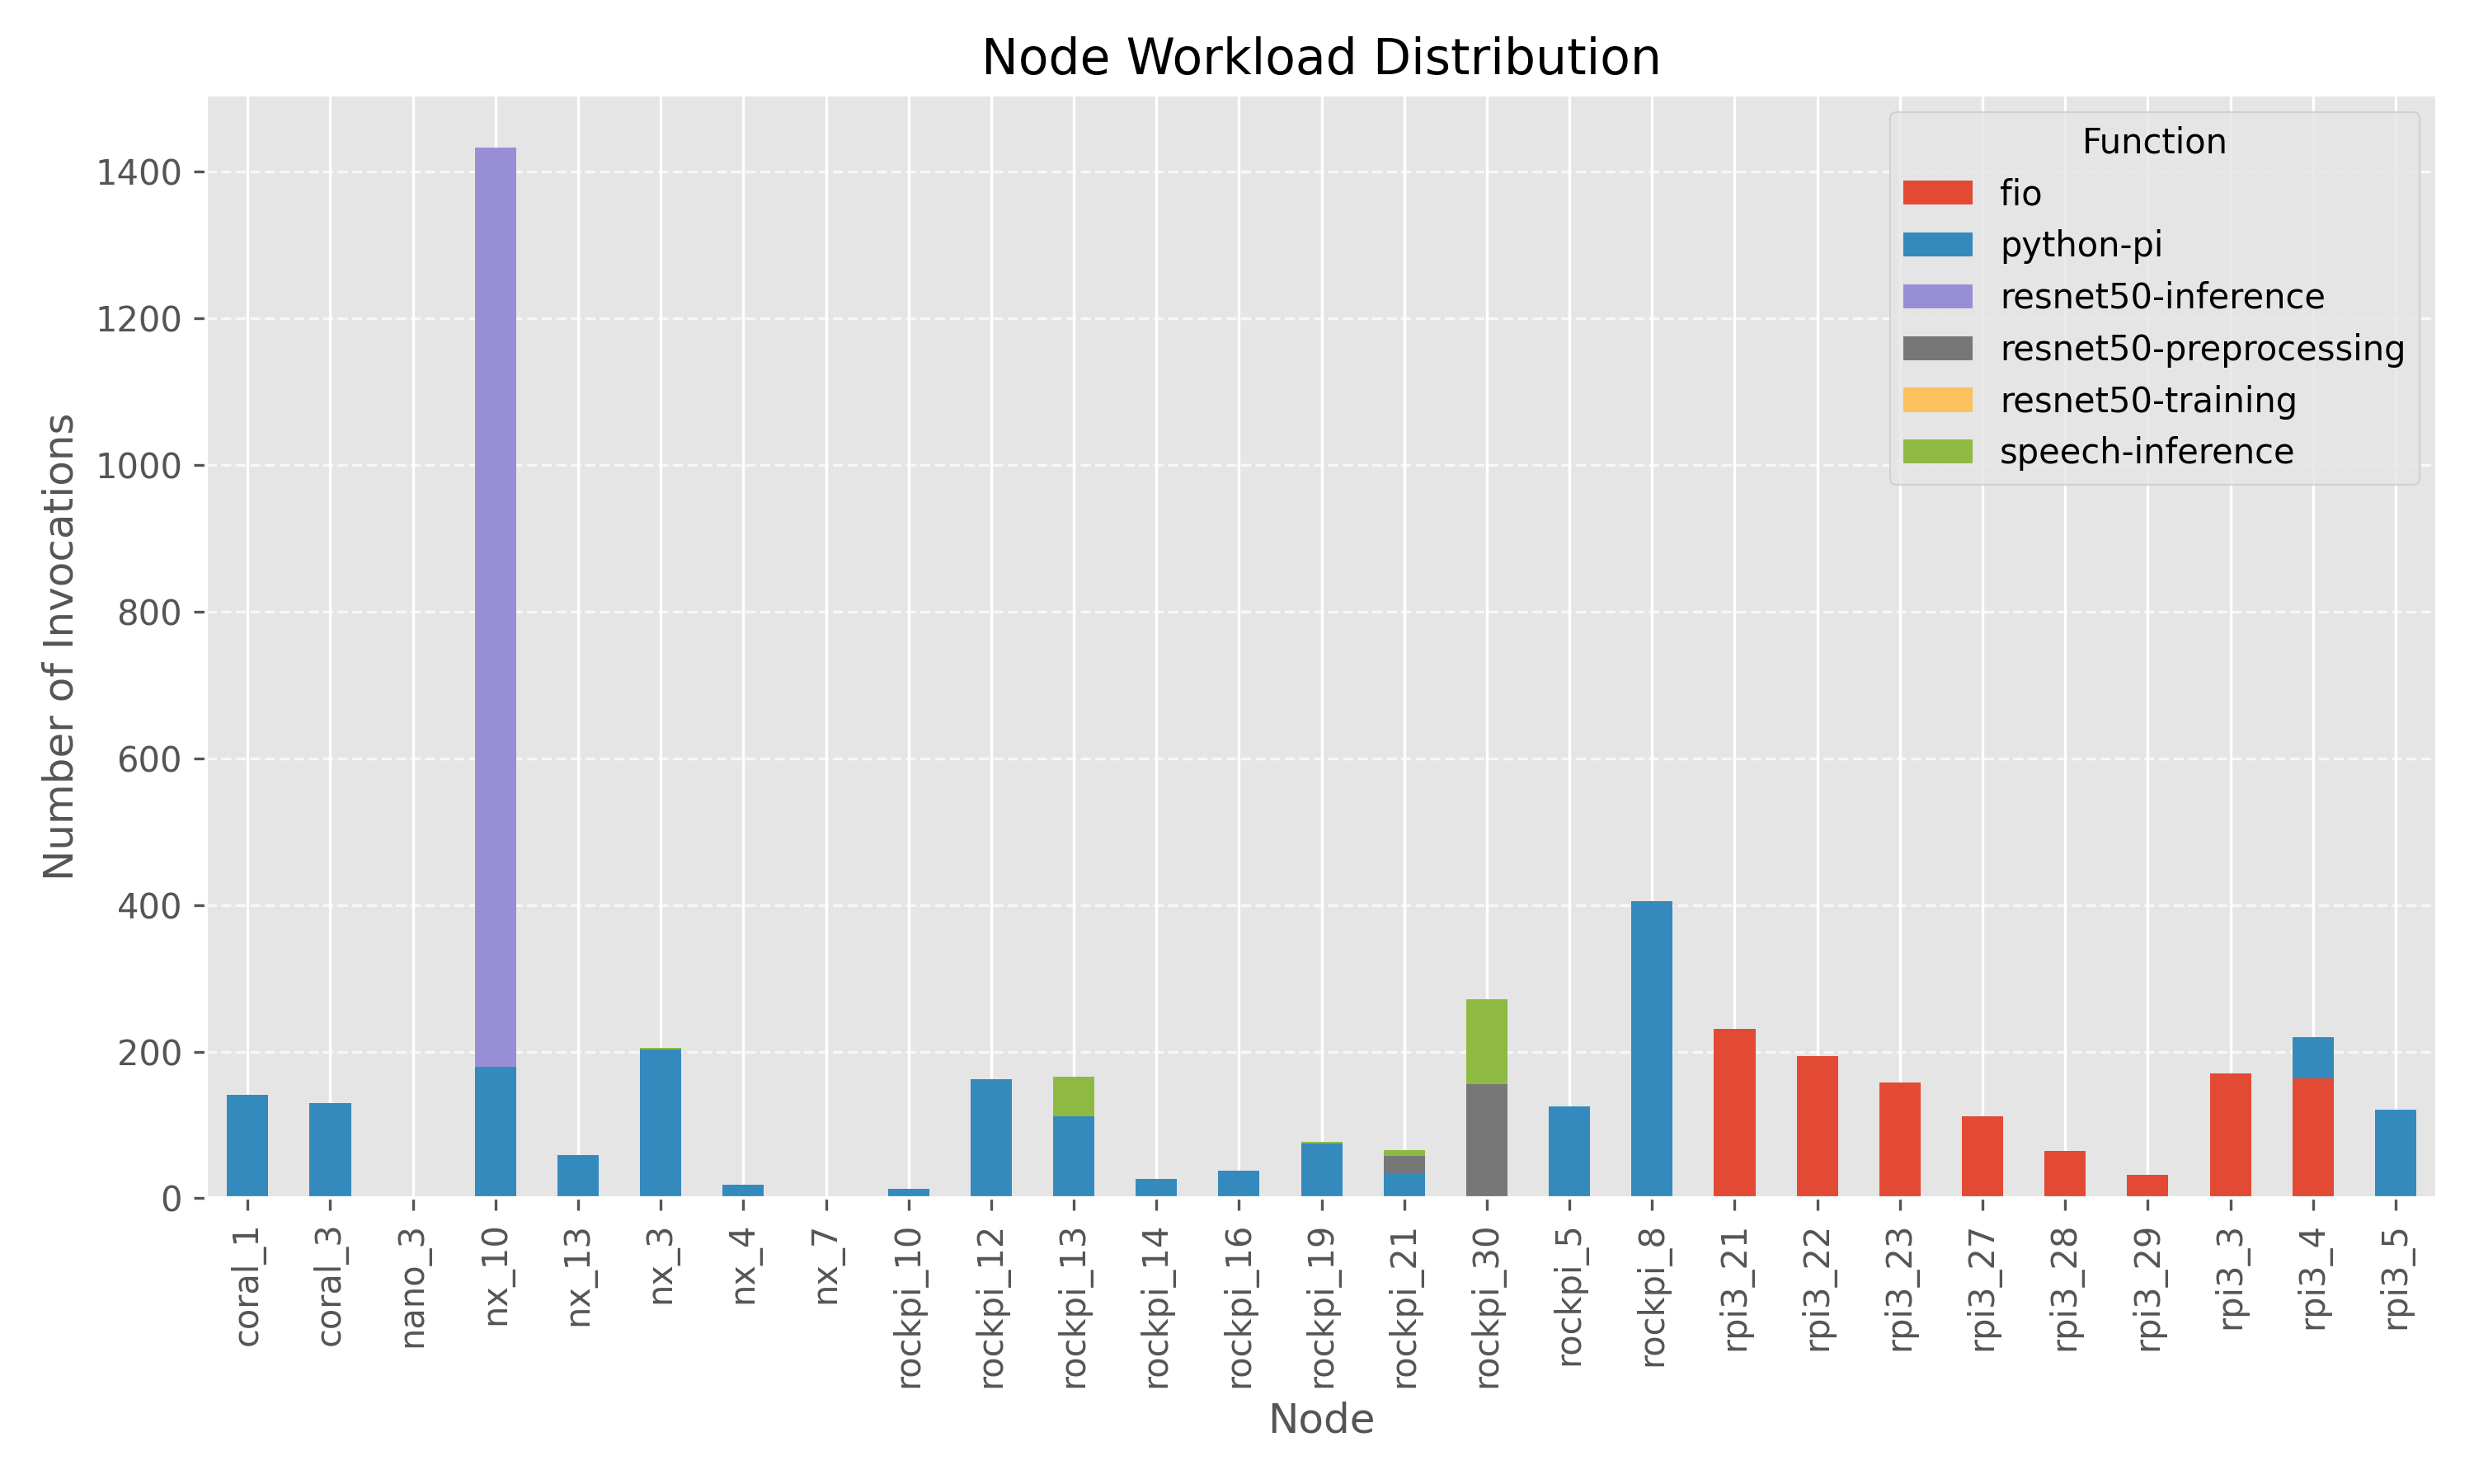 Node Workload Distribution
Function
fio
python-pi
resnet50-inference
resnet50-preprocessing
resnet50-training
speech-inference
Number of Invocations
1400
1200
1000
800
600
400
200
0
coral_1
coral_3
nano_3
nx_10
nx_13
nx_3
nx_4
nx_7
rockpi_10
rockpi_12
rockpi_13
rockpi_14
rockpi_16
rockpi_19
rockpi_21
rockpi_30
rockpi_5
rockpi_8
rpi3_21
rpi3_22
rpi3_23
rpi3_27
rpi3_28
rpi3_29
rpi3_3
rpi3_4
rpi3_5
Node